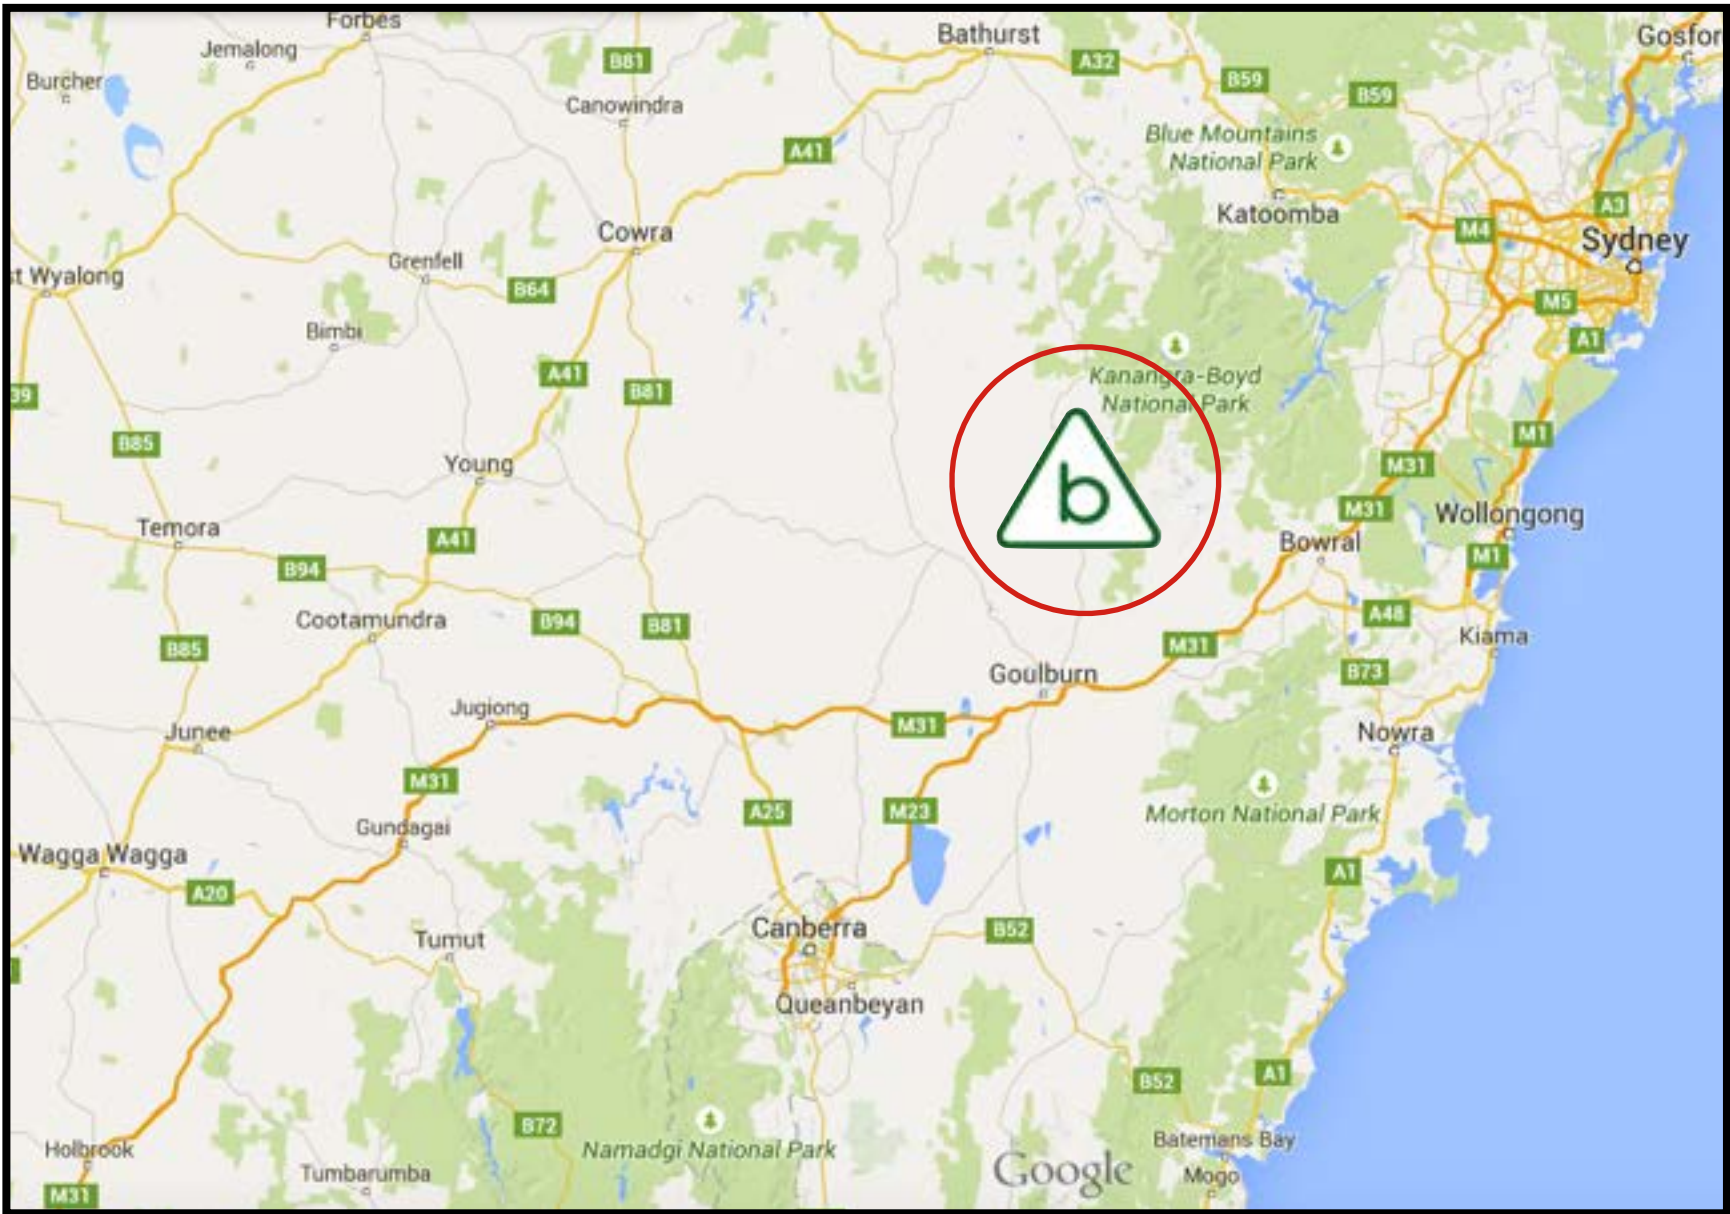 Forbes
Jemalong
Burcher
B81
Canowindra
Bathurst
A32
B59
B59
Gosfor
A41
Blue Mountains
National Park
Katoomba
A3
M4
Sydney
Cowra
st Wyalong
Grenfell
B64
M5
A1
Bimbi
A41
B81
39
Kanangra-Boyd
National Park
B85
M1
Young
M31
b
M31
Wollongong
Temora
A41
Bowral
M1
B94
Cootamundra
B94
B81
A48
Kiama
B85
M31
B73
Goulburn
Jugiong
Junee
M31
Nowra
M31
A25
M23
Morton National Park
Gundagai
Wagga Wagga
A20
A1
Canberra
B52
Tumut
Queanbeyan
B52
A1
B72
Holbrook
Namadgi National Park
Batemans Bay
Tumbarumba
Google
Mogo
M31